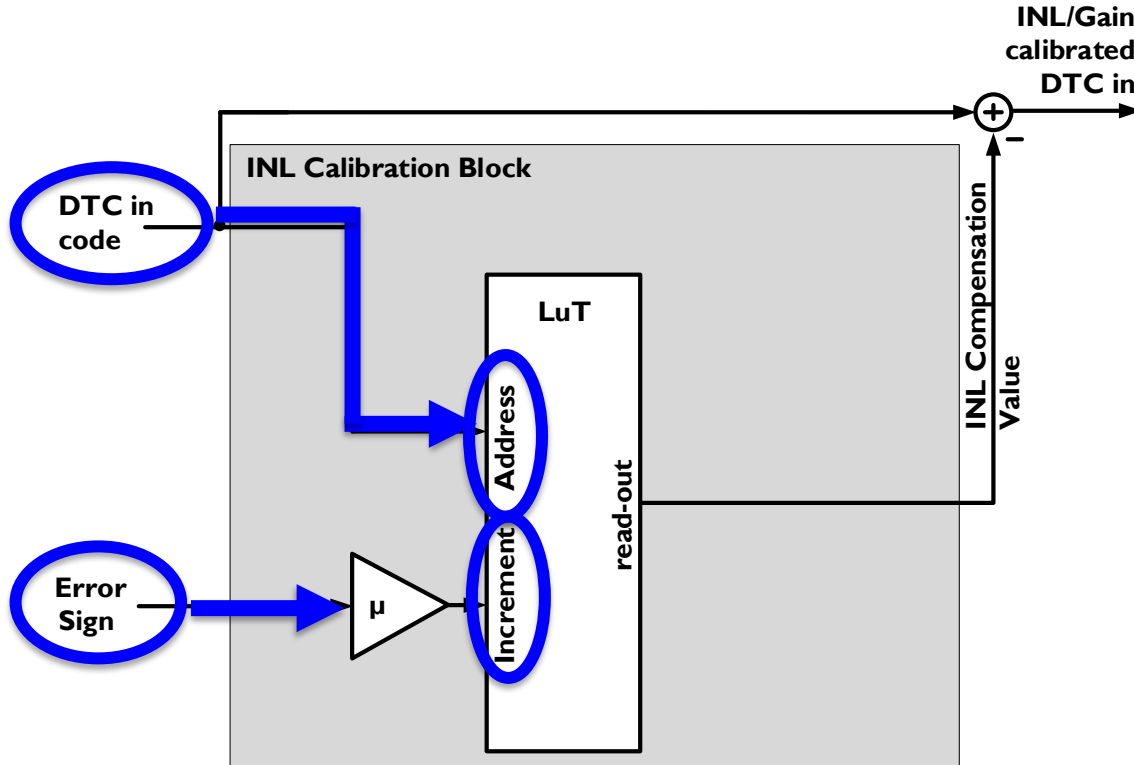 INL/Gain
calibrated
DTC in
+
−
INL Calibration Block
DTC in
code
LuT
Address
Increment
read-out
INL Compensation
Value
Error
Sign
μ